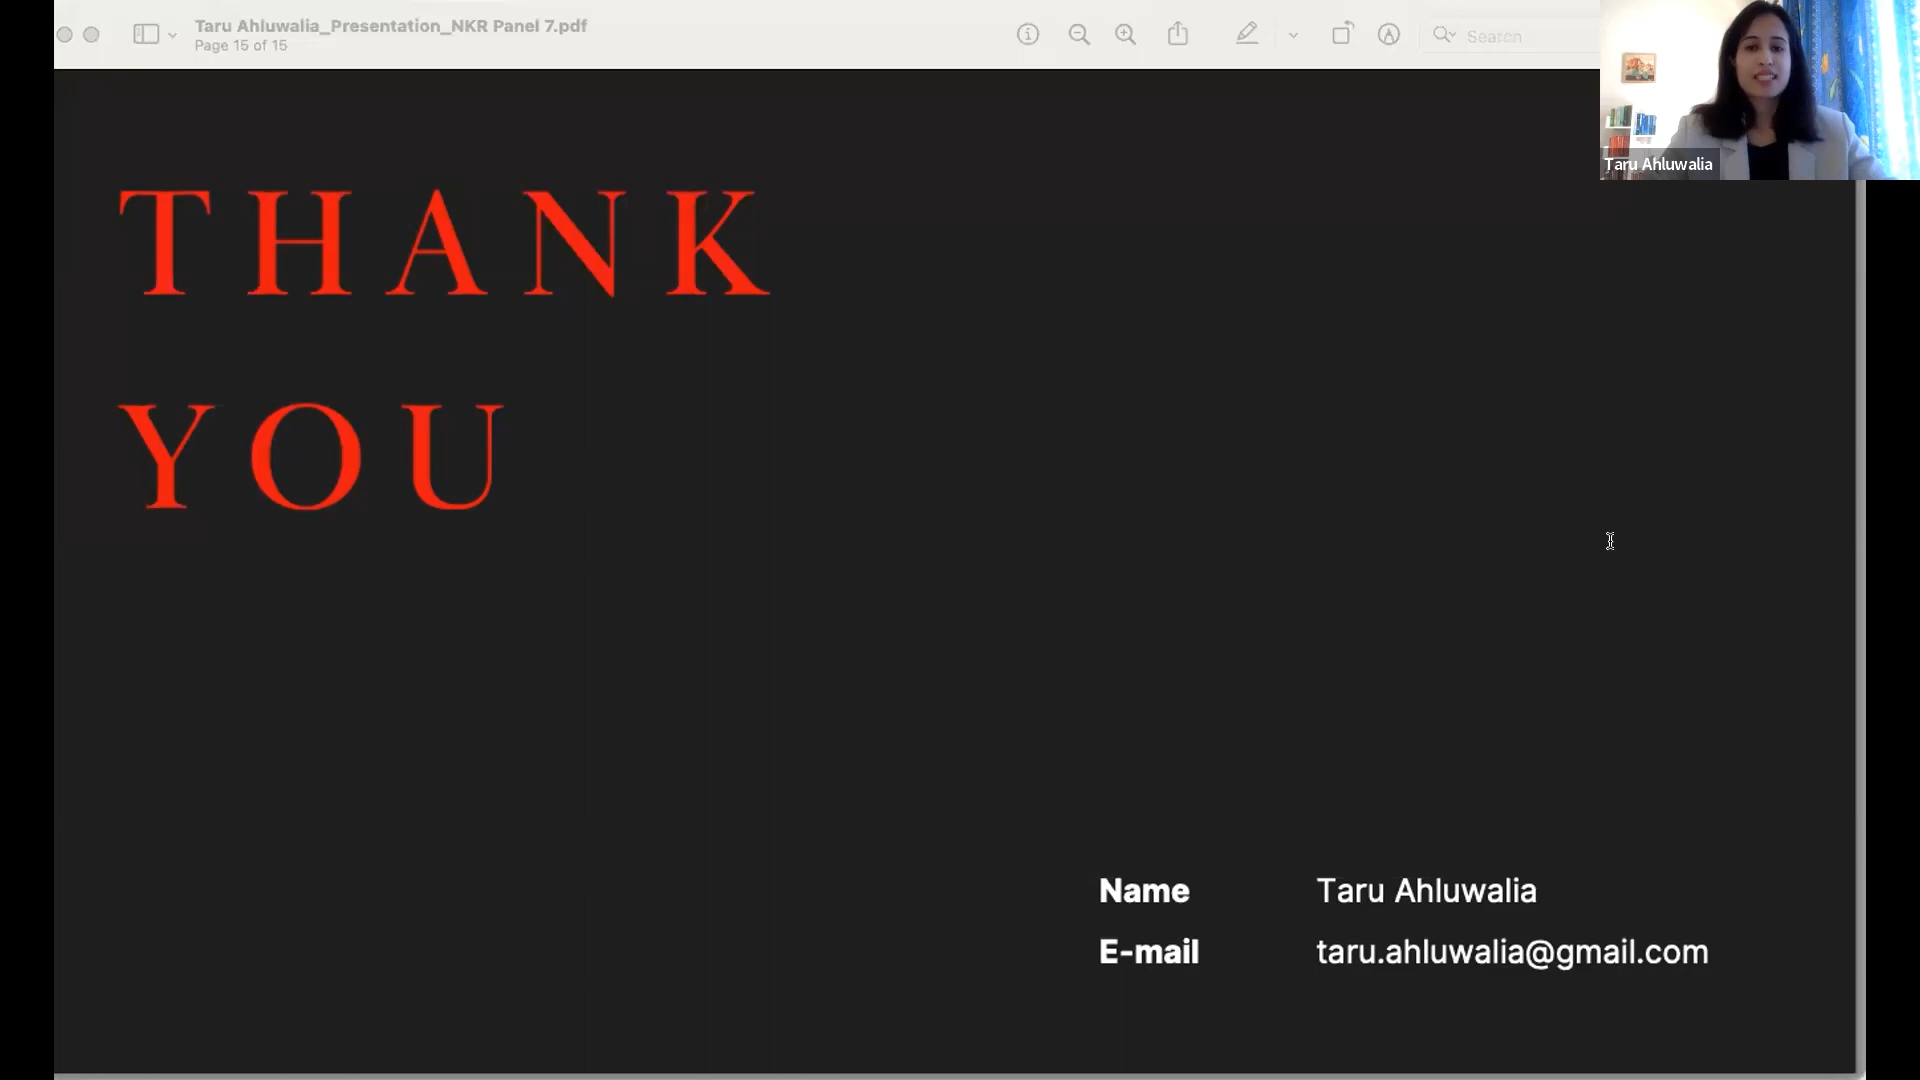 Taru Ahluwalia_Presentation_NKR Panel 7.pdf
Page 15 of 15
Search
Taru Ahluwalia
THANK
YOU
Name Taru Ahluwalia
E-mail taru.ahluwalia@gmail.com